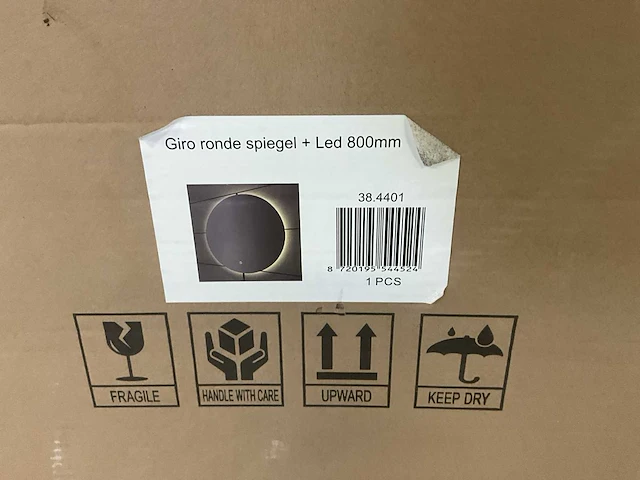 Giro ronde spiegel + Led 800mm
38.4401
8 720195 544524
1 PCS
FRAGILE
HANDLE WITH CARE
UPWARD
KEEP DRY